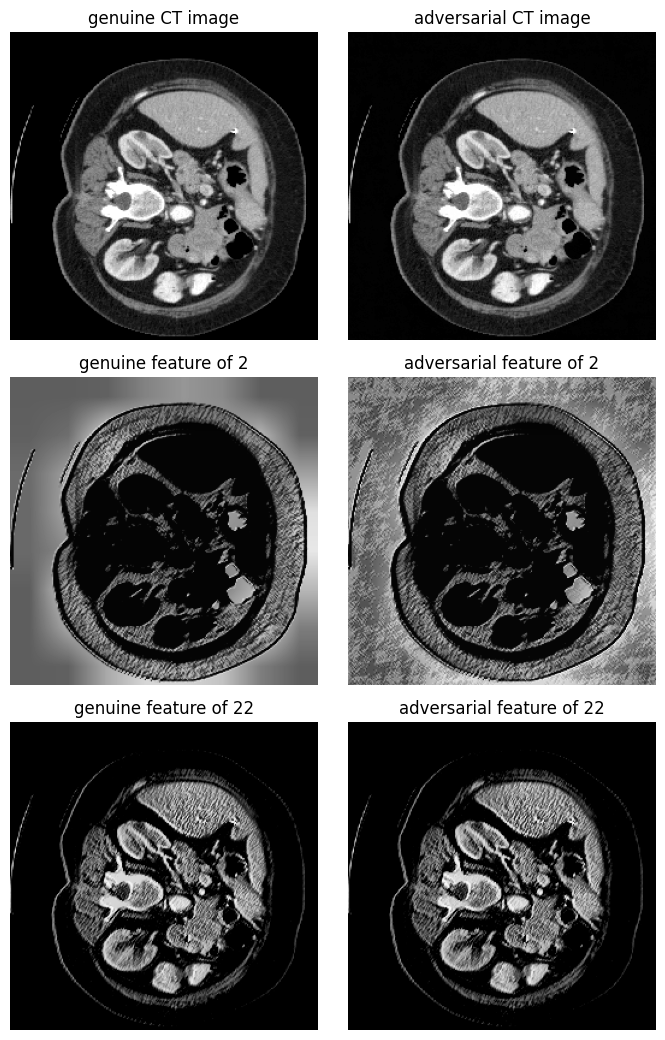 genuine CT image
adversarial CT image
genuine feature of 2
adversarial feature of 2
genuine feature of 22
adversarial feature of 22